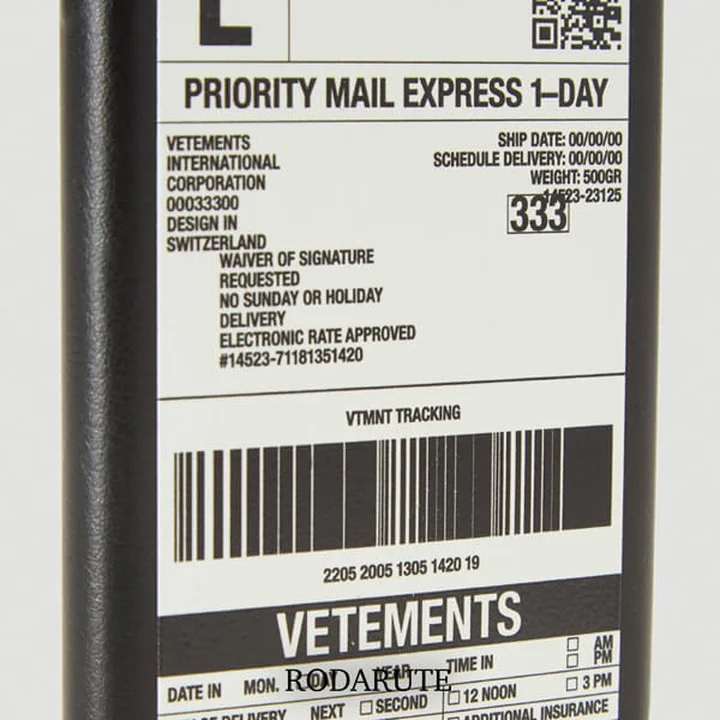 L
PRIORITY MAIL EXPRESS 1–DAY
VETEMENTS
INTERNATIONAL
CORPORATION
00033300
DESIGN IN
SWITZERLAND
SHIP DATE: 00/00/00
SCHEDULE DELIVERY: 00/00/00
WEIGHT: 500GR
14523-23125
333
WAIVER OF SIGNATURE
REQUESTED
NO SUNDAY OR HOLIDAY
DELIVERY
ELECTRONIC RATE APPROVED
#14523-71181351420
VTMNT TRACKING
2205 2005 1305 1420 19
VETEMENTS
DATE IN MON. YEAR TIME IN AM
PM
RODARUTE
DELIVERY NEXT SECOND 12 NOON 3 PM
ADDITIONAL INSURANCE